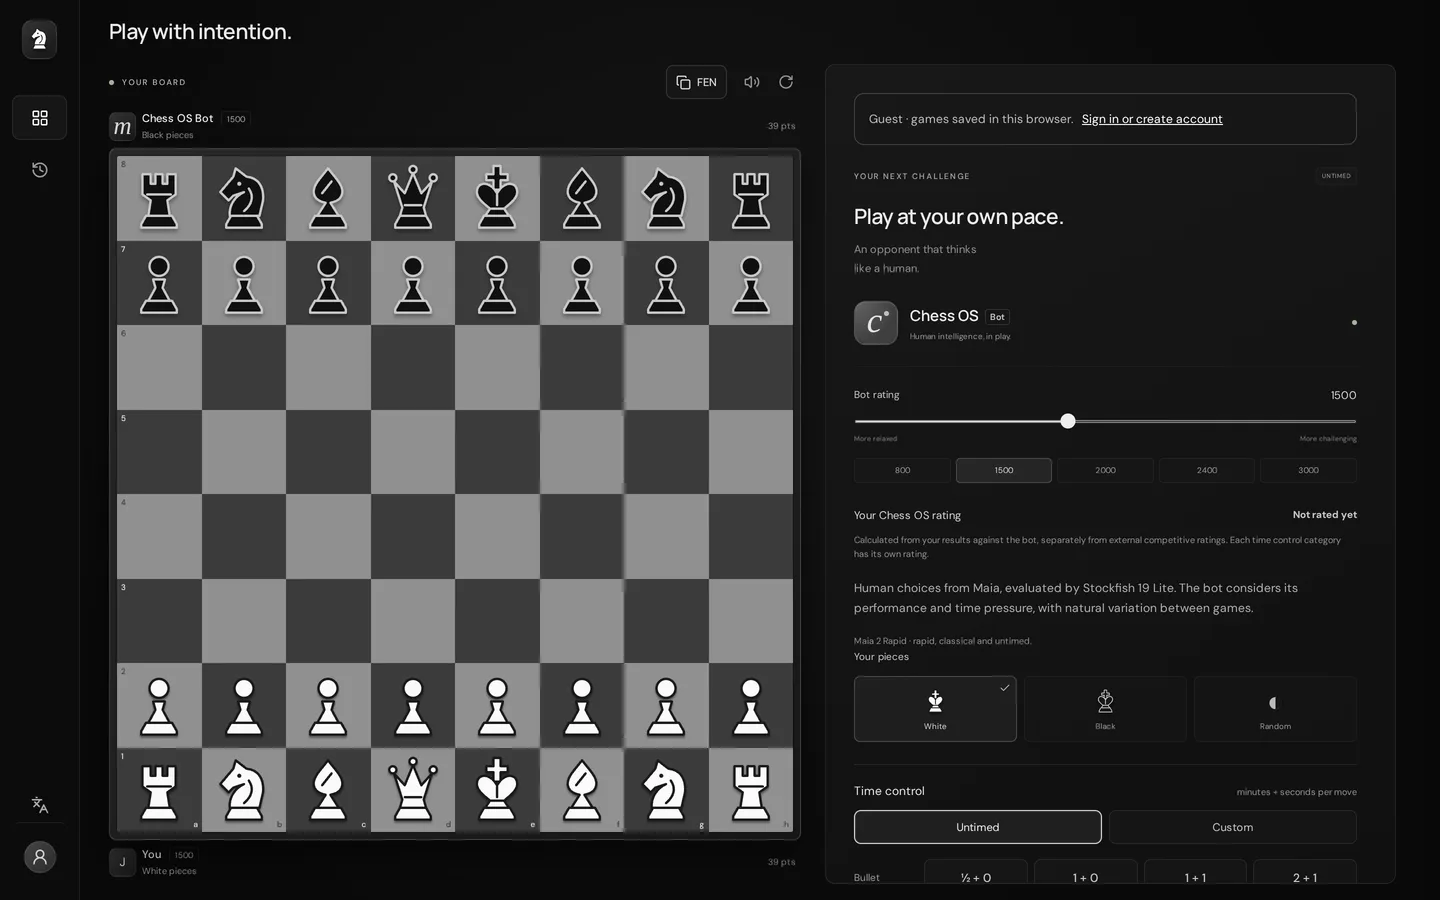 Play with intention.
YOUR BOARD
FEN
m
Chess OS Bot 1500
Black pieces
39 pts
8
7
6
5
4
3
2
1
a b c d e f g h
J
You 1500
White pieces
39 pts
Guest · games saved in this browser. Sign in or create account
YOUR NEXT CHALLENGE
UNTIMED
Play at your own pace.
An opponent that thinks
like a human.
C
Chess OS Bot
Human intelligence, in play.
Bot rating 1500
More relaxed More challenging
800 1500 2000 2400 3000
Your Chess OS rating Not rated yet
Calculated from your results against the bot, separately from external competitive ratings. Each time control category
has its own rating.
Human choices from Maia, evaluated by Stockfish 19 Lite. The bot considers its
performance and time pressure, with natural variation between games.
Maia 2 Rapid · rapid, classical and untimed.
Your pieces
White Black Random
Time control minutes + seconds per move
Untimed Custom
Bullet ½ + 0 1 + 0 1 + 1 2 + 1